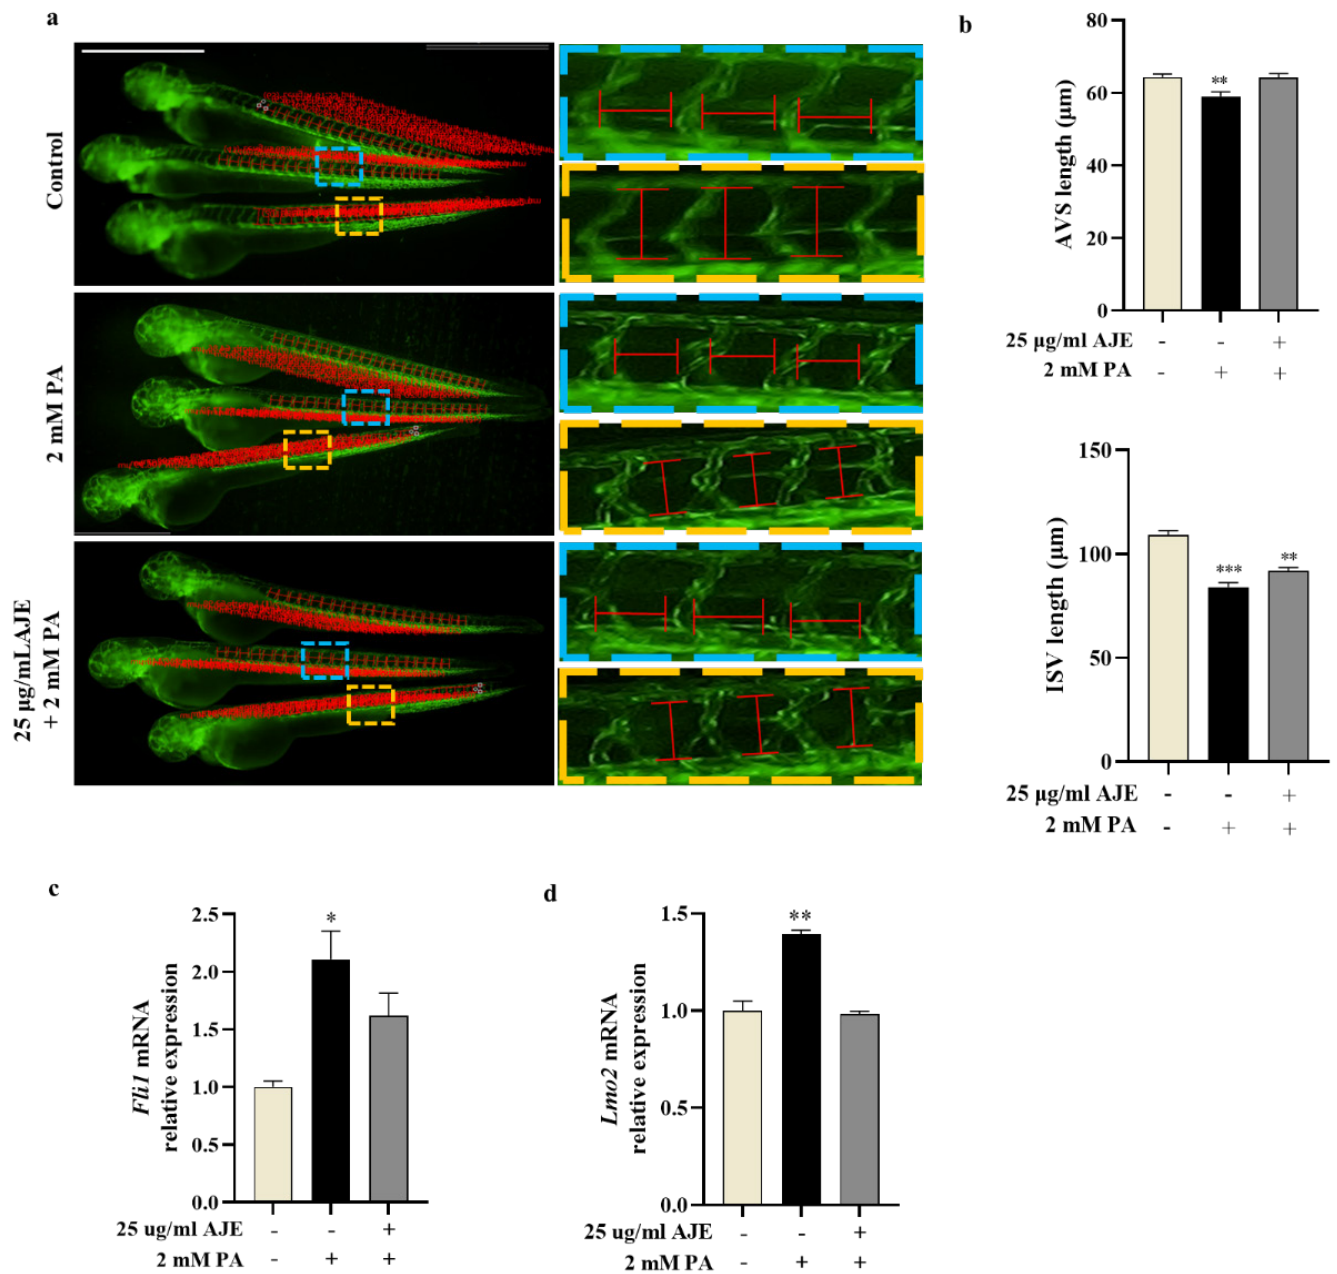 a
Control
2 mM PA
25 μg/mLAJE
+ 2 mM PA
b
80
60
40
20
0
AVS length (μm)
**
25 μg/ml AJE - - +
2 mM PA - + +
150
100
50
0
ISV length (μm)
***
**
25 μg/ml AJE - - +
2 mM PA - + +
c
2.5
2.0
1.5
1.0
0.5
0.0
Fli1 mRNA
relative expression
*
25 ug/ml AJE - - +
2 mM PA - + +
d
1.5
1.0
0.5
0.0
Lmo2 mRNA
relative expression
**
25 ug/ml AJE - - +
2 mM PA - + +